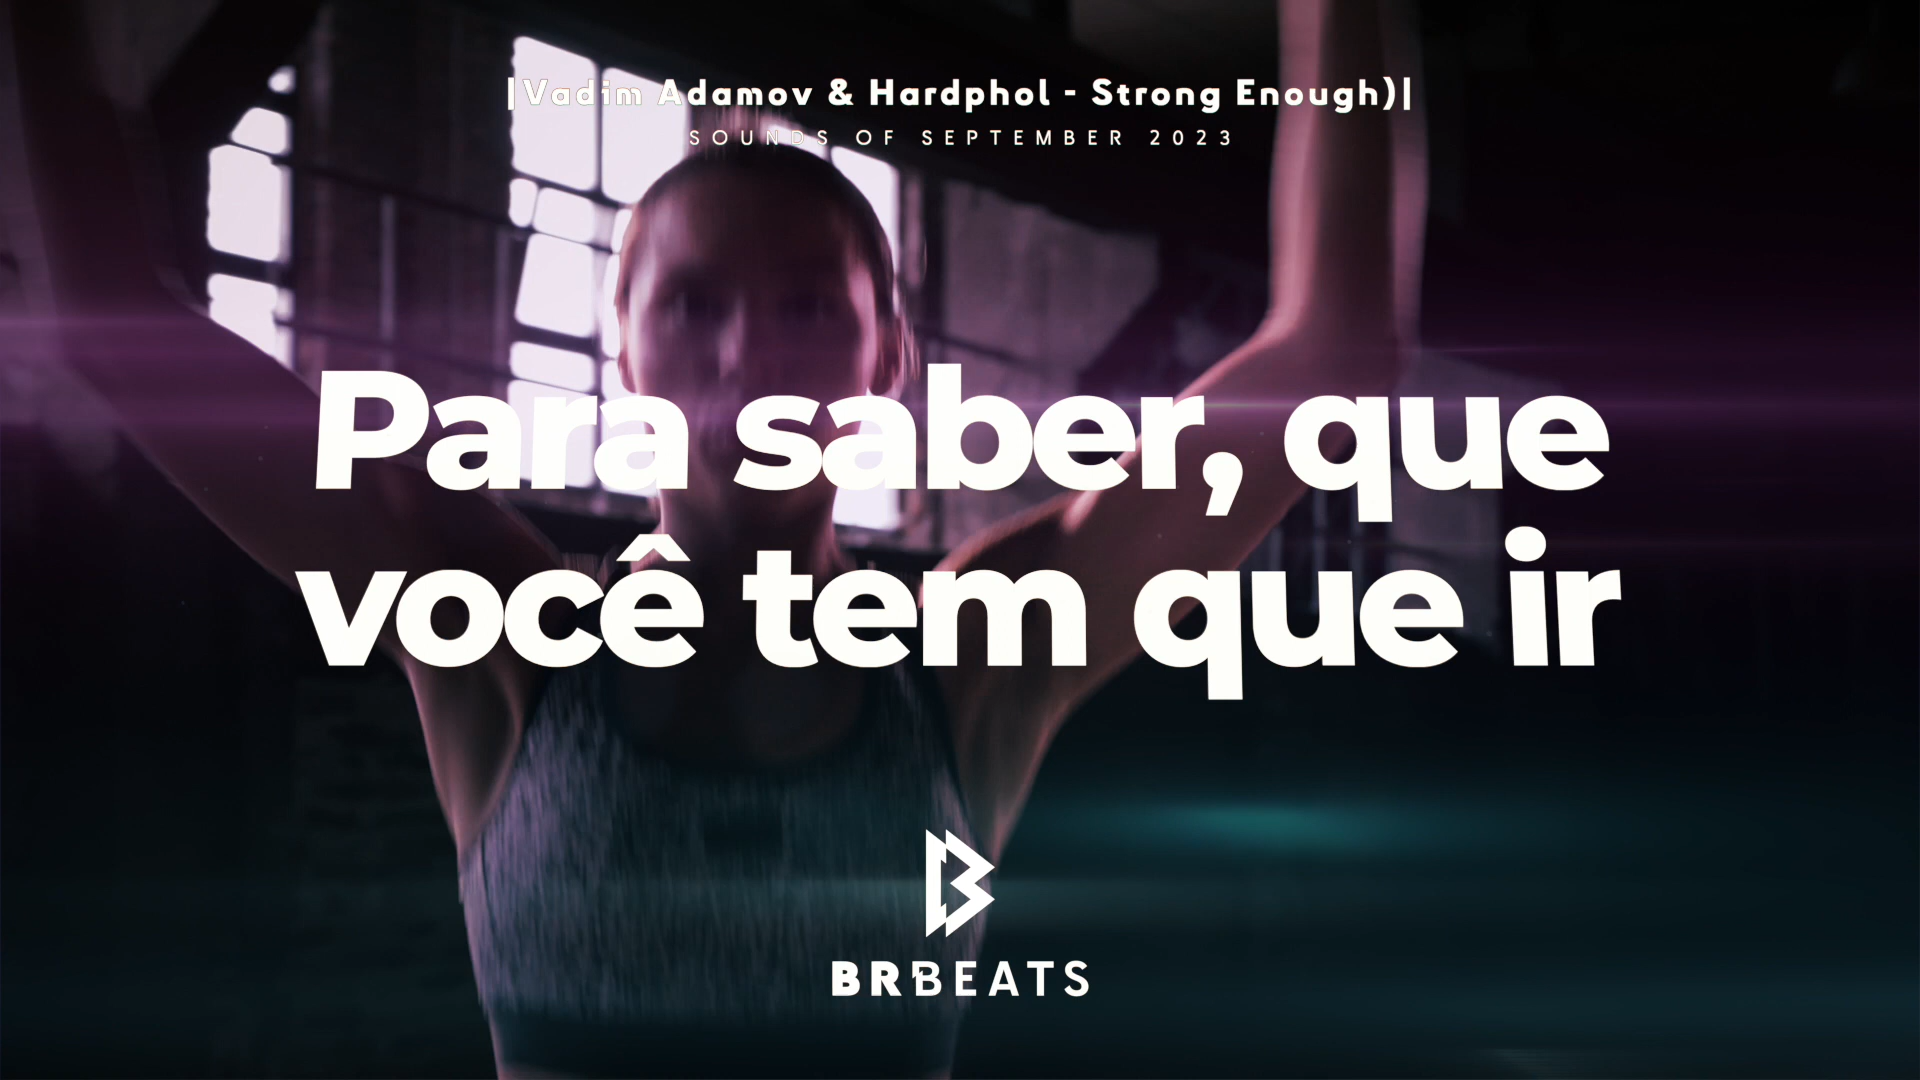 |Vadim Adamov & Hardphol - Strong Enough)|
SOUNDS OF SEPTEMBER 2023
Para saber, que
você tem que ir
BRBEATS